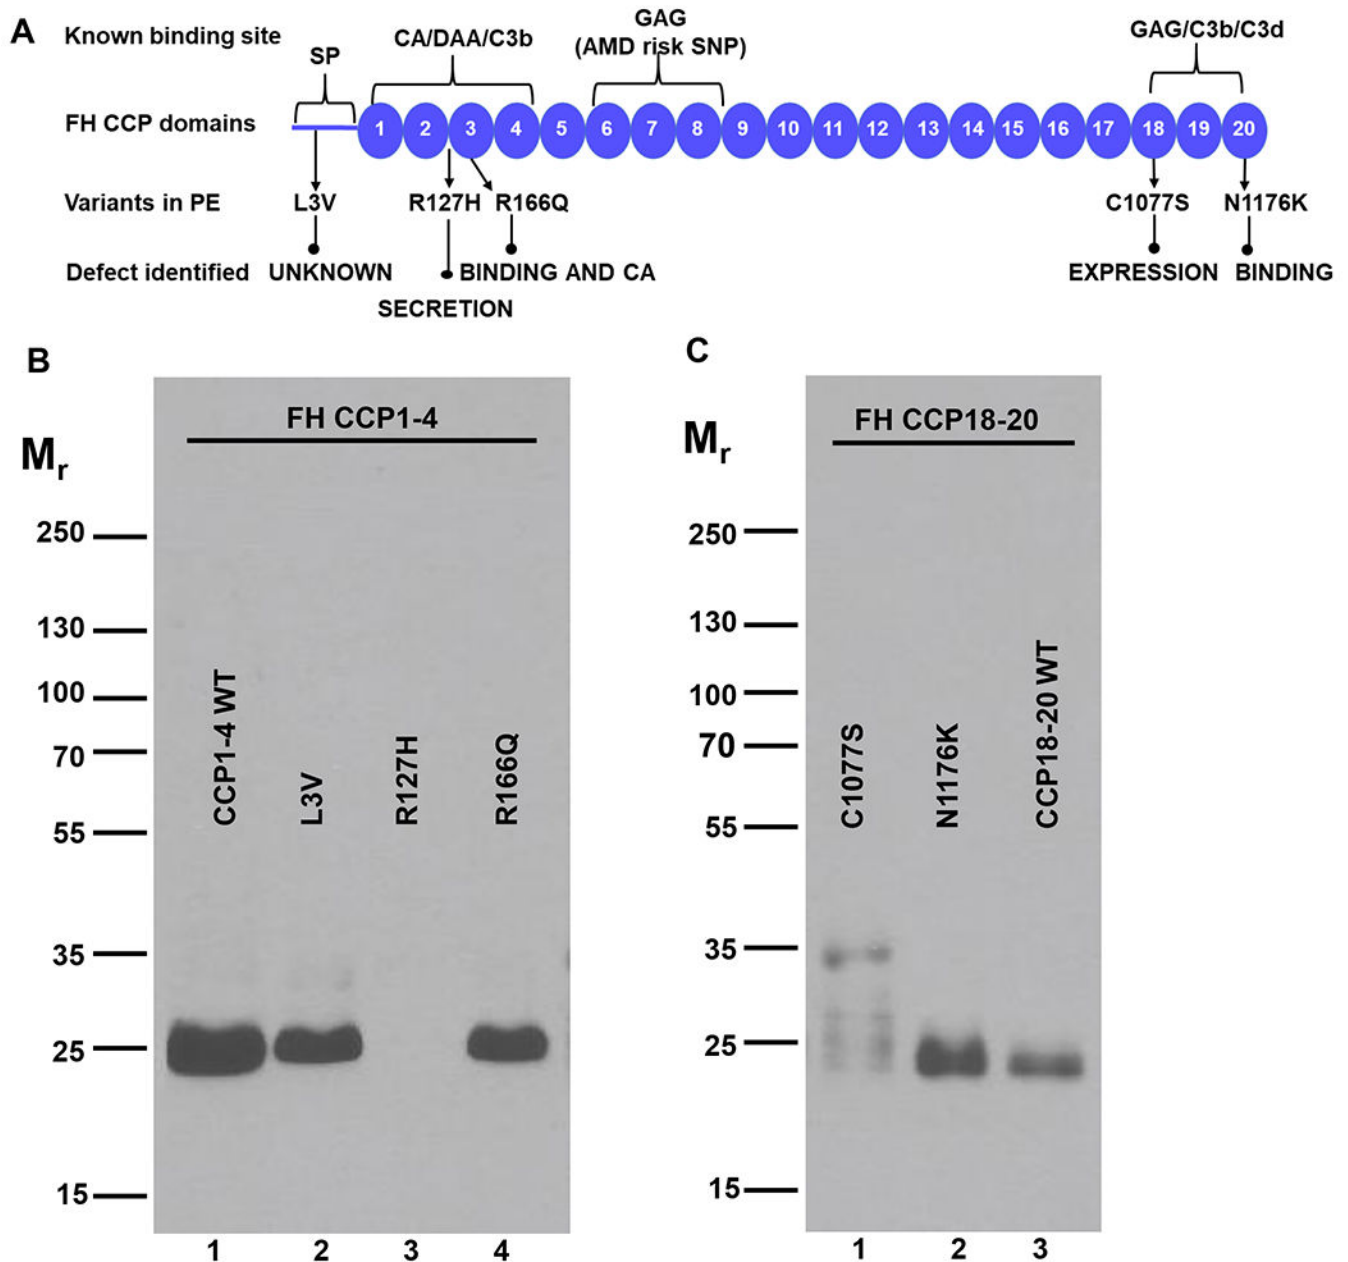 A
Known binding site
SP
CA/DAA/C3b
GAG
(AMD risk SNP)
GAG/C3b/C3d
FH CCP domains
1 2 3 4 5 6 7 8 9 10 11 12 13 14 15 16 17 18 19 20
Variants in PE L3V R127H R166Q C1077S N1176K
Defect identified UNKNOWN BINDING AND CA EXPRESSION BINDING
SECRETION
B
FH CCP1-4
Mr
250
130
100
70
55
35
25
15
CCP1-4 WT
L3V
R127H
R166Q
1 2 3 4
C
FH CCP18-20
Mr
250
130
100
70
55
35
25
15
C1077S
N1176K
CCP18-20 WT
1 2 3